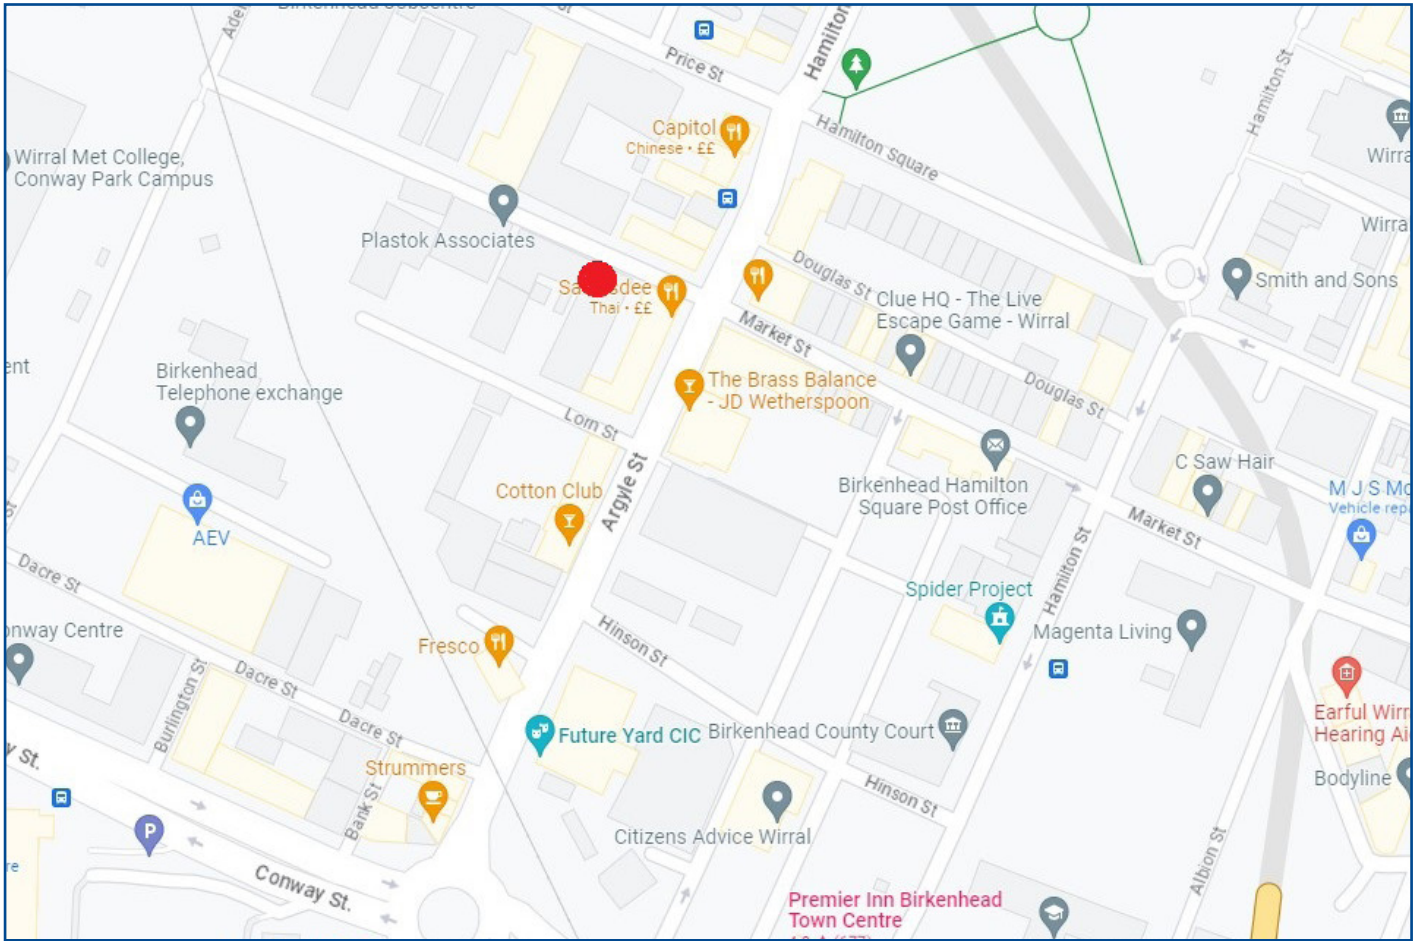 Birkenhead Jobcentre
Price St
Hamilton
Capitol
Chinese • ££
Hamilton Square
Hamilton St
Wirral Met College,
Conway Park Campus
Plastok Associates
Thai • ££
Douglas St
Smith and Sons
Clue HQ - The Live
Escape Game - Wirral
Market St
Birkenhead
Telephone exchange
The Brass Balance
- JD Wetherspoon
Douglas St
Lorn St
C Saw Hair
Cotton Club
Argyle St
Birkenhead Hamilton
Square Post Office
M J S Mo
Vehicle repa
Market St
AEV
Dacre St
Hamilton St
Spider Project
onway Centre
Fresco
Hinson St
Magenta Living
Dacre St
Burlington St
Dacre St
Future Yard CIC
Birkenhead County Court
Earful Wirr
Hearing Ai
y St.
Strummers
Bodyline
Hinson St
Bank St
P
Citizens Advice Wirral
Albion St
Conway St.
Premier Inn Birkenhead
Town Centre